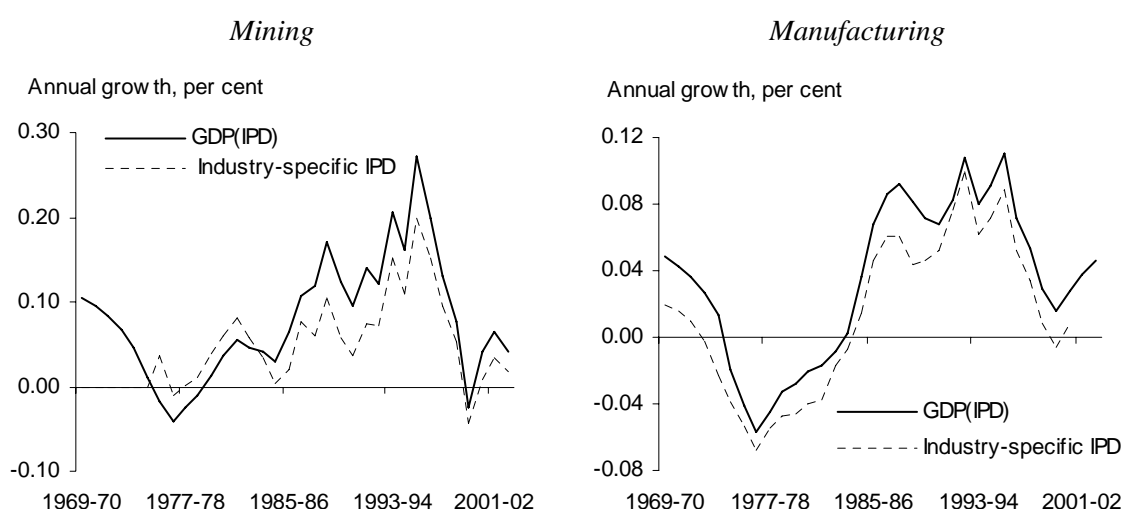 Mining
Annual growth, per cent
0.30
GDP(IPD)
Industry-specific IPD
0.20
0.10
0.00
-0.10
1969-70 1977-78 1985-86 1993-94 2001-02
Manufacturing
Annual growth, per cent
0.12
0.08
0.04
0.00
-0.04
GDP(IPD)
Industry-specific IPD
-0.08
1969-70 1977-78 1985-86 1993-94 2001-02